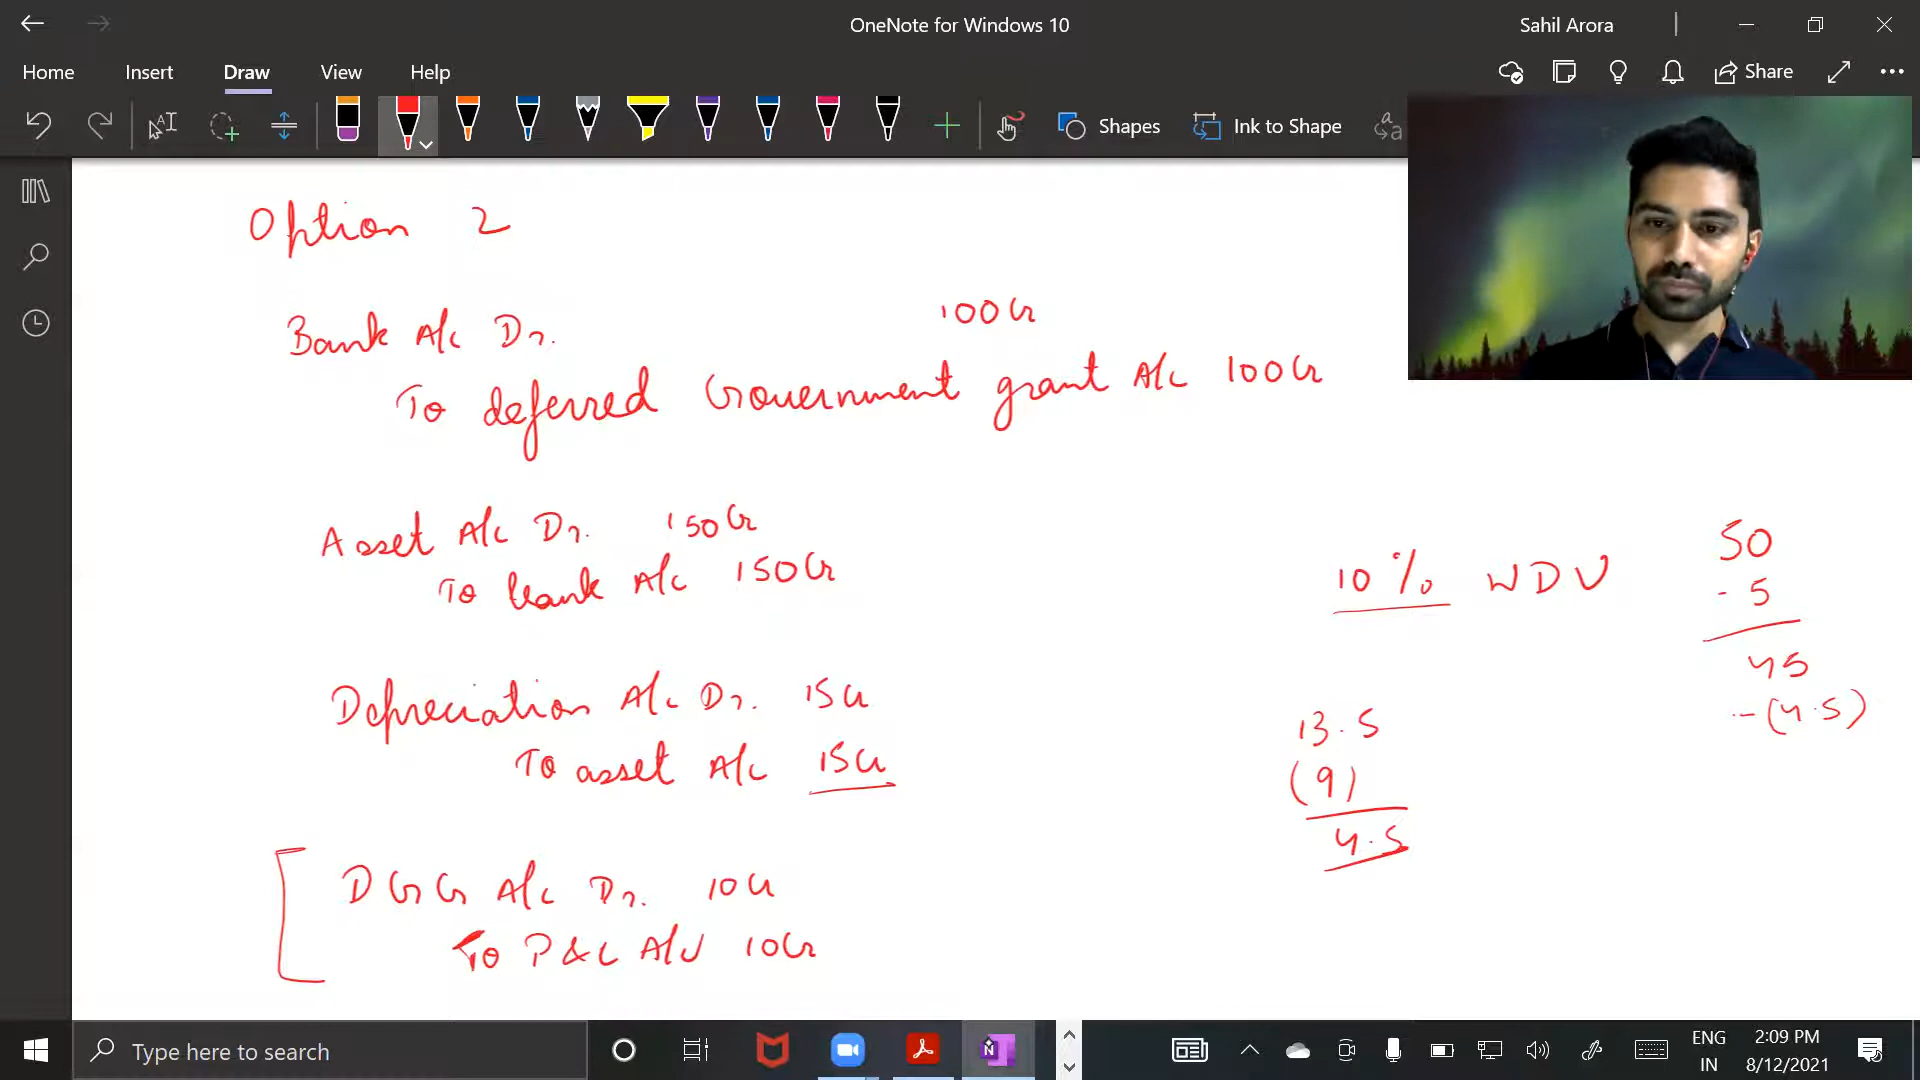 OneNote for Windows 10
Sahil Arora
Home Insert Draw View Help
Share
Shapes
Ink to Shape
Option 2
Bank A/c Dr. 100Cr
To deferred Government grant A/c 100Cr
Asset A/c Dr. 150Cr
To bank A/c 150Cr
Depreciation A/c Dr. 15Cr
To asset A/c 15Cr
DGG A/c Dr. 10Cr
To P&L A/c 10Cr
10% WDV
50
- 5
45
- (4.5)
13.5
(9)
4.5
Type here to search
ENG
IN
2:09 PM
8/12/2021